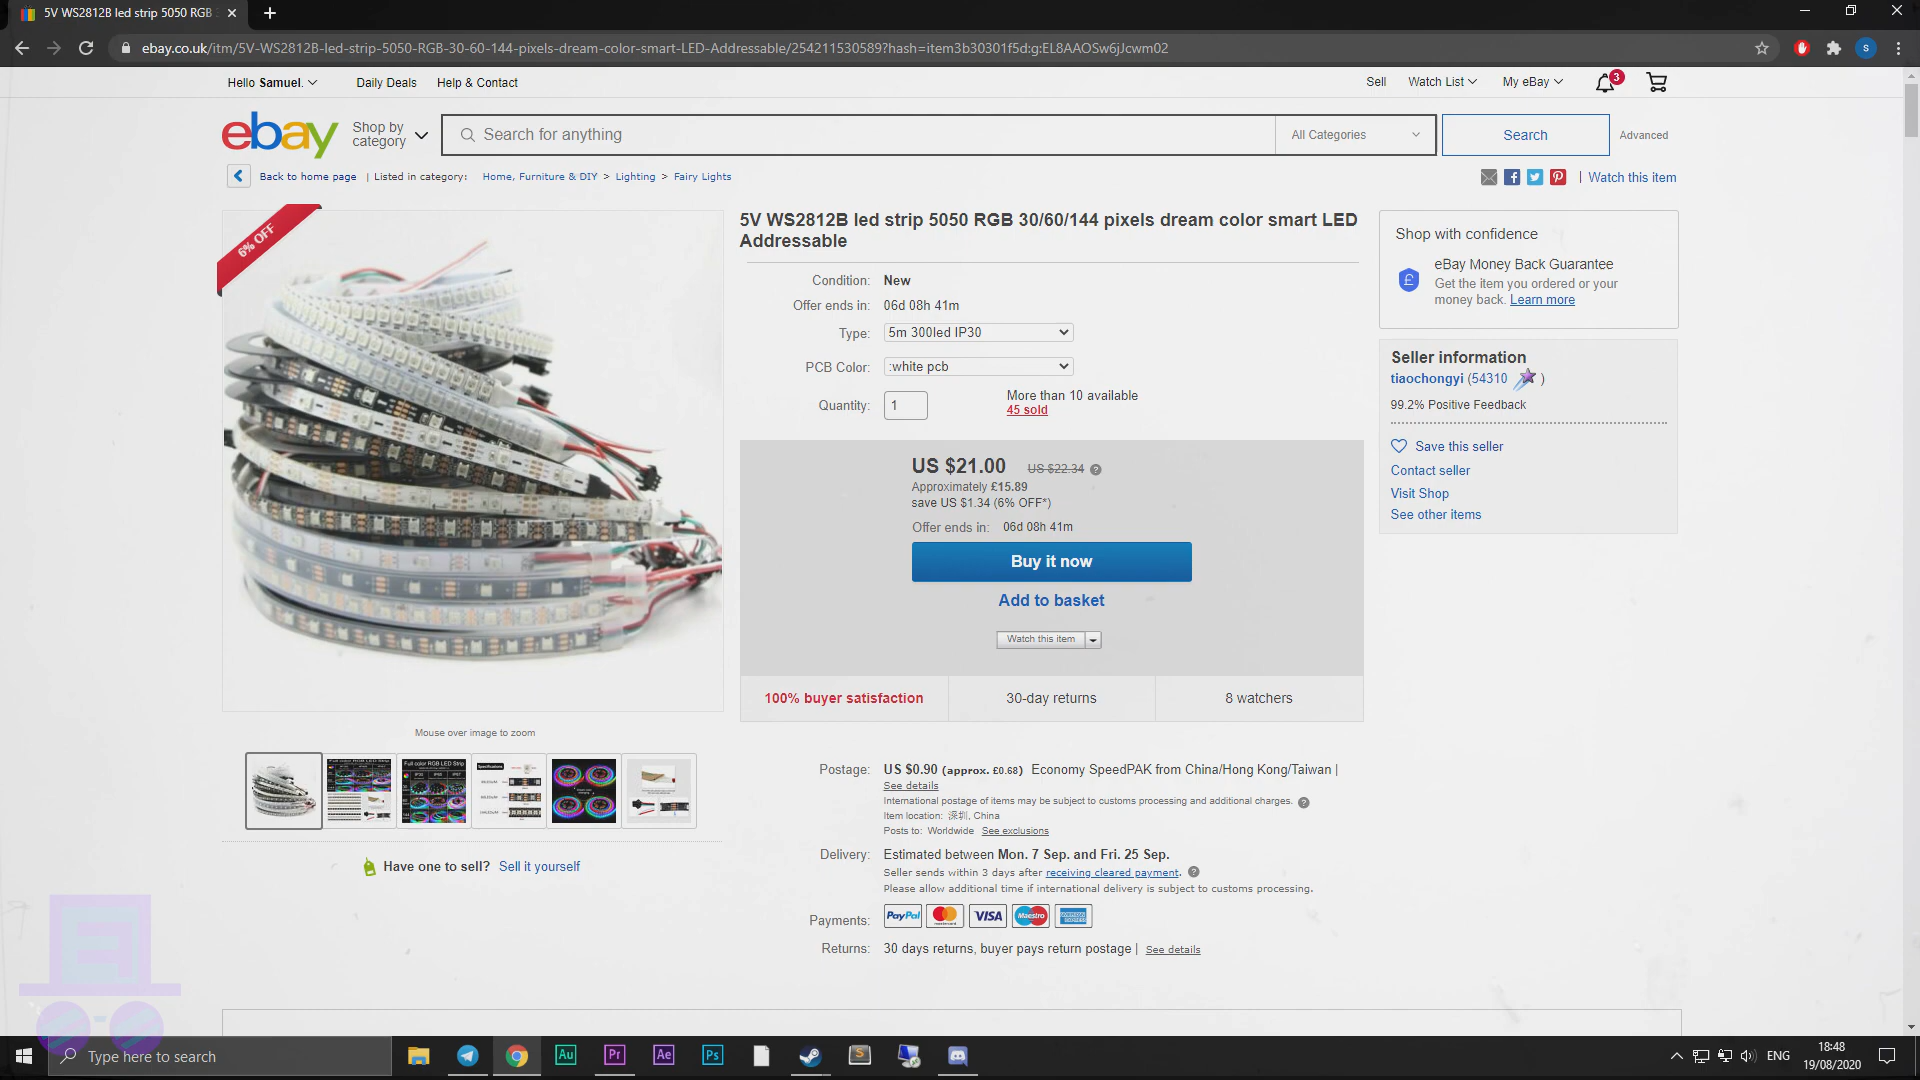 5V WS2812B led strip 5050 RGB
ebay.co.uk/itm/5V-WS2812B-led-strip-5050-RGB-30-60-144-pixels-dream-color-smart-LED-Addressable/254211530589?hash=item3b30301f5d:g:EL8AAOSw6jJcwm02
S
Hello Samuel. Daily Deals Help & Contact
Sell Watch List My eBay 3
ebay Shop by category Search for anything All Categories Search Advanced
Back to home page | Listed in category: Home, Furniture & DIY > Lighting > Fairy Lights
| Watch this item
6% OFF
5V WS2812B led strip 5050 RGB 30/60/144 pixels dream color smart LED
Addressable
Condition: New
Offer ends in: 06d 08h 41m
Type: 5m 300led IP30
PCB Color: :white pcb
Quantity: 1
More than 10 available
45 sold
US $21.00 US $22.34
Approximately £15.89
save US $1.34 (6% OFF*)
Offer ends in: 06d 08h 41m
Buy it now
Add to basket
Watch this item
100% buyer satisfaction 30-day returns 8 watchers
Shop with confidence
£
eBay Money Back Guarantee
Get the item you ordered or your
money back. Learn more
Seller information
tiaochongyi (54310 )
99.2% Positive Feedback
Save this seller
Contact seller
Visit Shop
See other items
Mouse over image to zoom
Full color RGB LED Strip
Specifications
Have one to sell? Sell it yourself
Postage: US $0.90 (approx. £0.68) Economy SpeedPAK from China/Hong Kong/Taiwan |
See details
International postage of items may be subject to customs processing and additional charges.
Item location: 深圳, China
Posts to: Worldwide See exclusions
Delivery: Estimated between Mon. 7 Sep. and Fri. 25 Sep.
Seller sends within 3 days after receiving cleared payment.
Please allow additional time if international delivery is subject to customs processing.
Payments: PayPal VISA Maestro
Returns: 30 days returns, buyer pays return postage | See details
Type here to search
Au Pr Ae Ps S
ENG
18:48
19/08/2020